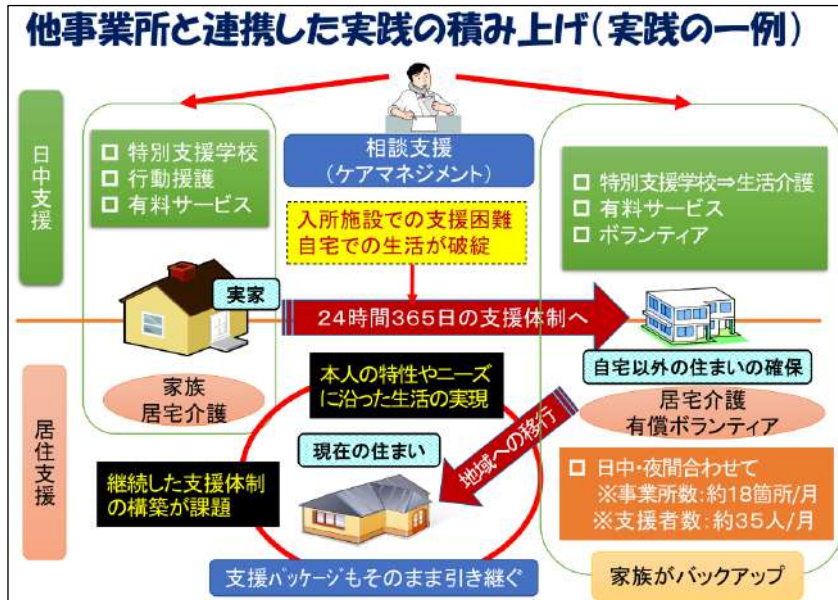 他事業所と連携した実践の積み上げ(実践の一例)
日中支援
□ 特別支援学校
□ 行動援護
□ 有料サービス
相談支援
(ケアマネジメント)
□ 特別支援学校⇒生活介護
□ 有料サービス
□ ボランティア
入所施設での支援困難
自宅での生活が破綻
実家
24時間365日の支援体制へ
自宅以外の住まいの確保
居住支援
家族
居宅介護
本人の特性やニーズ
に沿った生活の実現
居宅介護
有償ボランティア
地域への移行
現在の住まい
継続した支援体制
の構築が課題
□ 日中・夜間合わせて
※事業所数:約18箇所/月
※支援者数:約35人/月
支援パッケージもそのまま引き継ぐ
家族がバックアップ